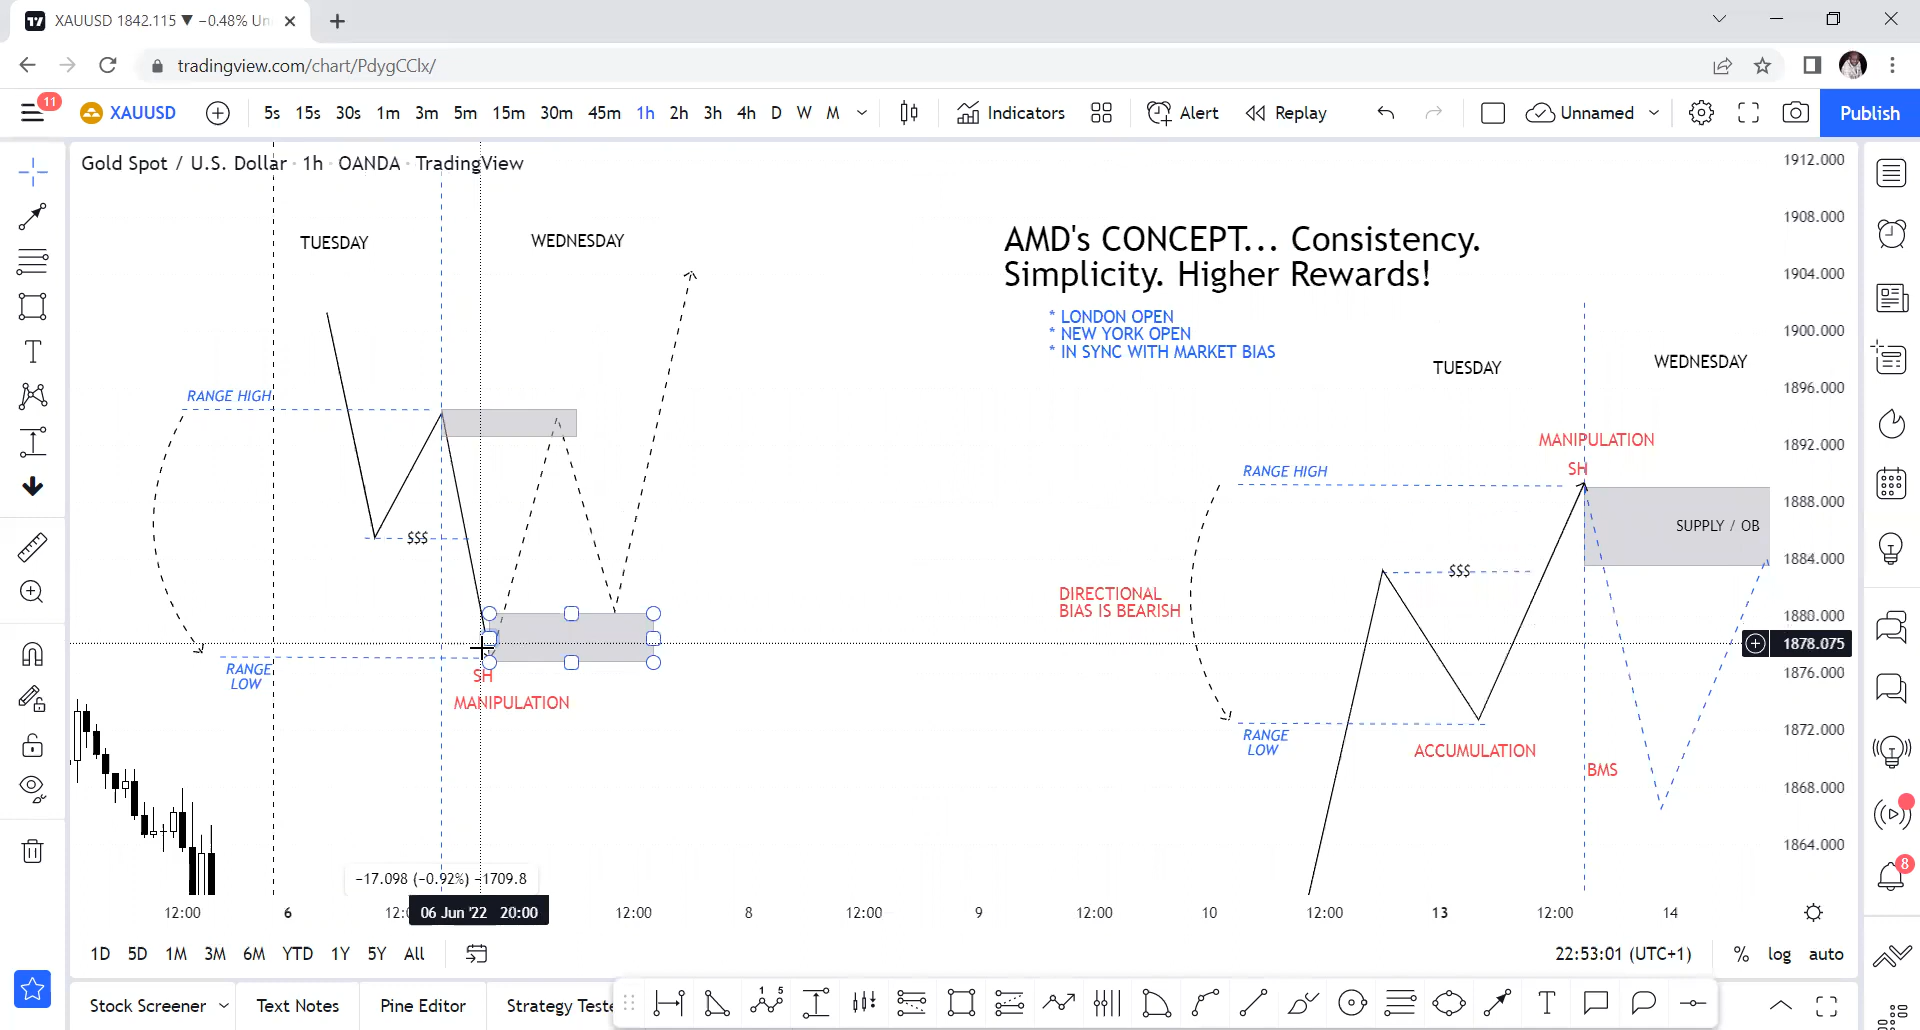 XAUUSD 1842.115 ▼ −0.48% Un
tradingview.com/chart/PdygCClx/
11
XAUUSD
5s 15s 30s 1m 3m 5m 15m 30m 45m 1h 2h 3h 4h D W M
Indicators
Alert
Replay
Unnamed
Publish
Gold Spot / U.S. Dollar · 1h · OANDA · TradingView
TUESDAY
WEDNESDAY
RANGE HIGH
$$$
RANGE
LOW
SH
MANIPULATION
AMD's CONCEPT... Consistency.
Simplicity. Higher Rewards!
* LONDON OPEN
* NEW YORK OPEN
* IN SYNC WITH MARKET BIAS
TUESDAY
WEDNESDAY
MANIPULATION
SH
RANGE HIGH
SUPPLY / OB
$$$
DIRECTIONAL
BIAS IS BEARISH
RANGE
LOW
ACCUMULATION
BMS
1912.000
1908.000
1904.000
1900.000
1896.000
1892.000
1888.000
1884.000
1880.000
1878.075
1876.000
1872.000
1868.000
1864.000
−17.098 (−0.92%) −1709.8
12:00 6 12:0 06 Jun '22 20:00 12:00 8 12:00 9 12:00 10 12:00 13 12:00 14
1D 5D 1M 3M 6M YTD 1Y 5Y All
22:53:01 (UTC+1) % log auto
8
Stock Screener
Text Notes
Pine Editor
Strategy Teste
1 5